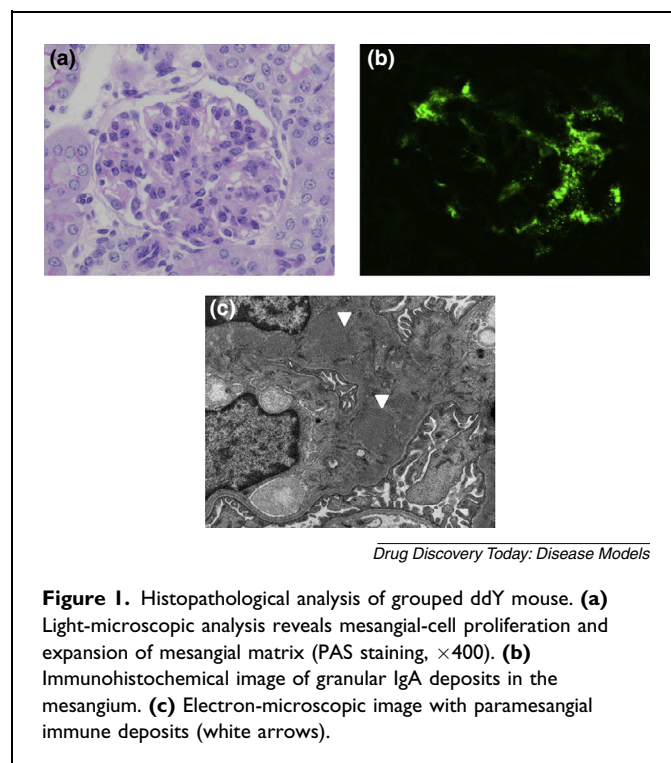 (a)
(b)
(c)
Drug Discovery Today: Disease Models
Figure 1. Histopathological analysis of grouped ddY mouse. (a)
Light-microscopic analysis reveals mesangial-cell proliferation and
expansion of mesangial matrix (PAS staining, ×400). (b)
Immunohistochemical image of granular IgA deposits in the
mesangium. (c) Electron-microscopic image with paramesangial
immune deposits (white arrows).